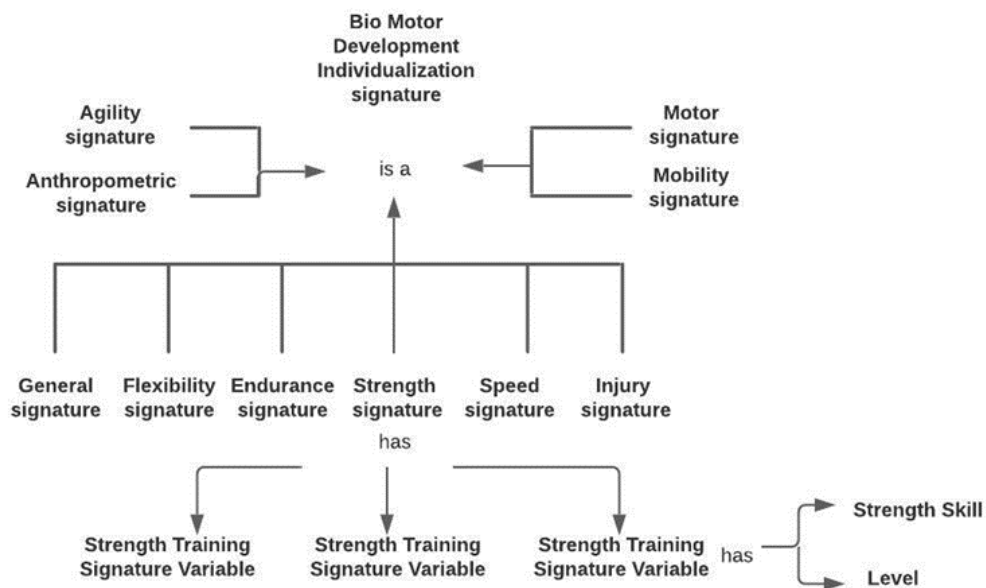 Bio Motor
Development
Individualization
signature
Agility
signature
Motor
signature
is a
Anthropometric
signature
Mobility
signature
General
signature
Flexibility
signature
Endurance
signature
Strength
signature
Speed
signature
Injury
signature
has
Strength Training
Signature Variable
Strength Training
Signature Variable
Strength Training
Signature Variable
has
Strength Skill
Level